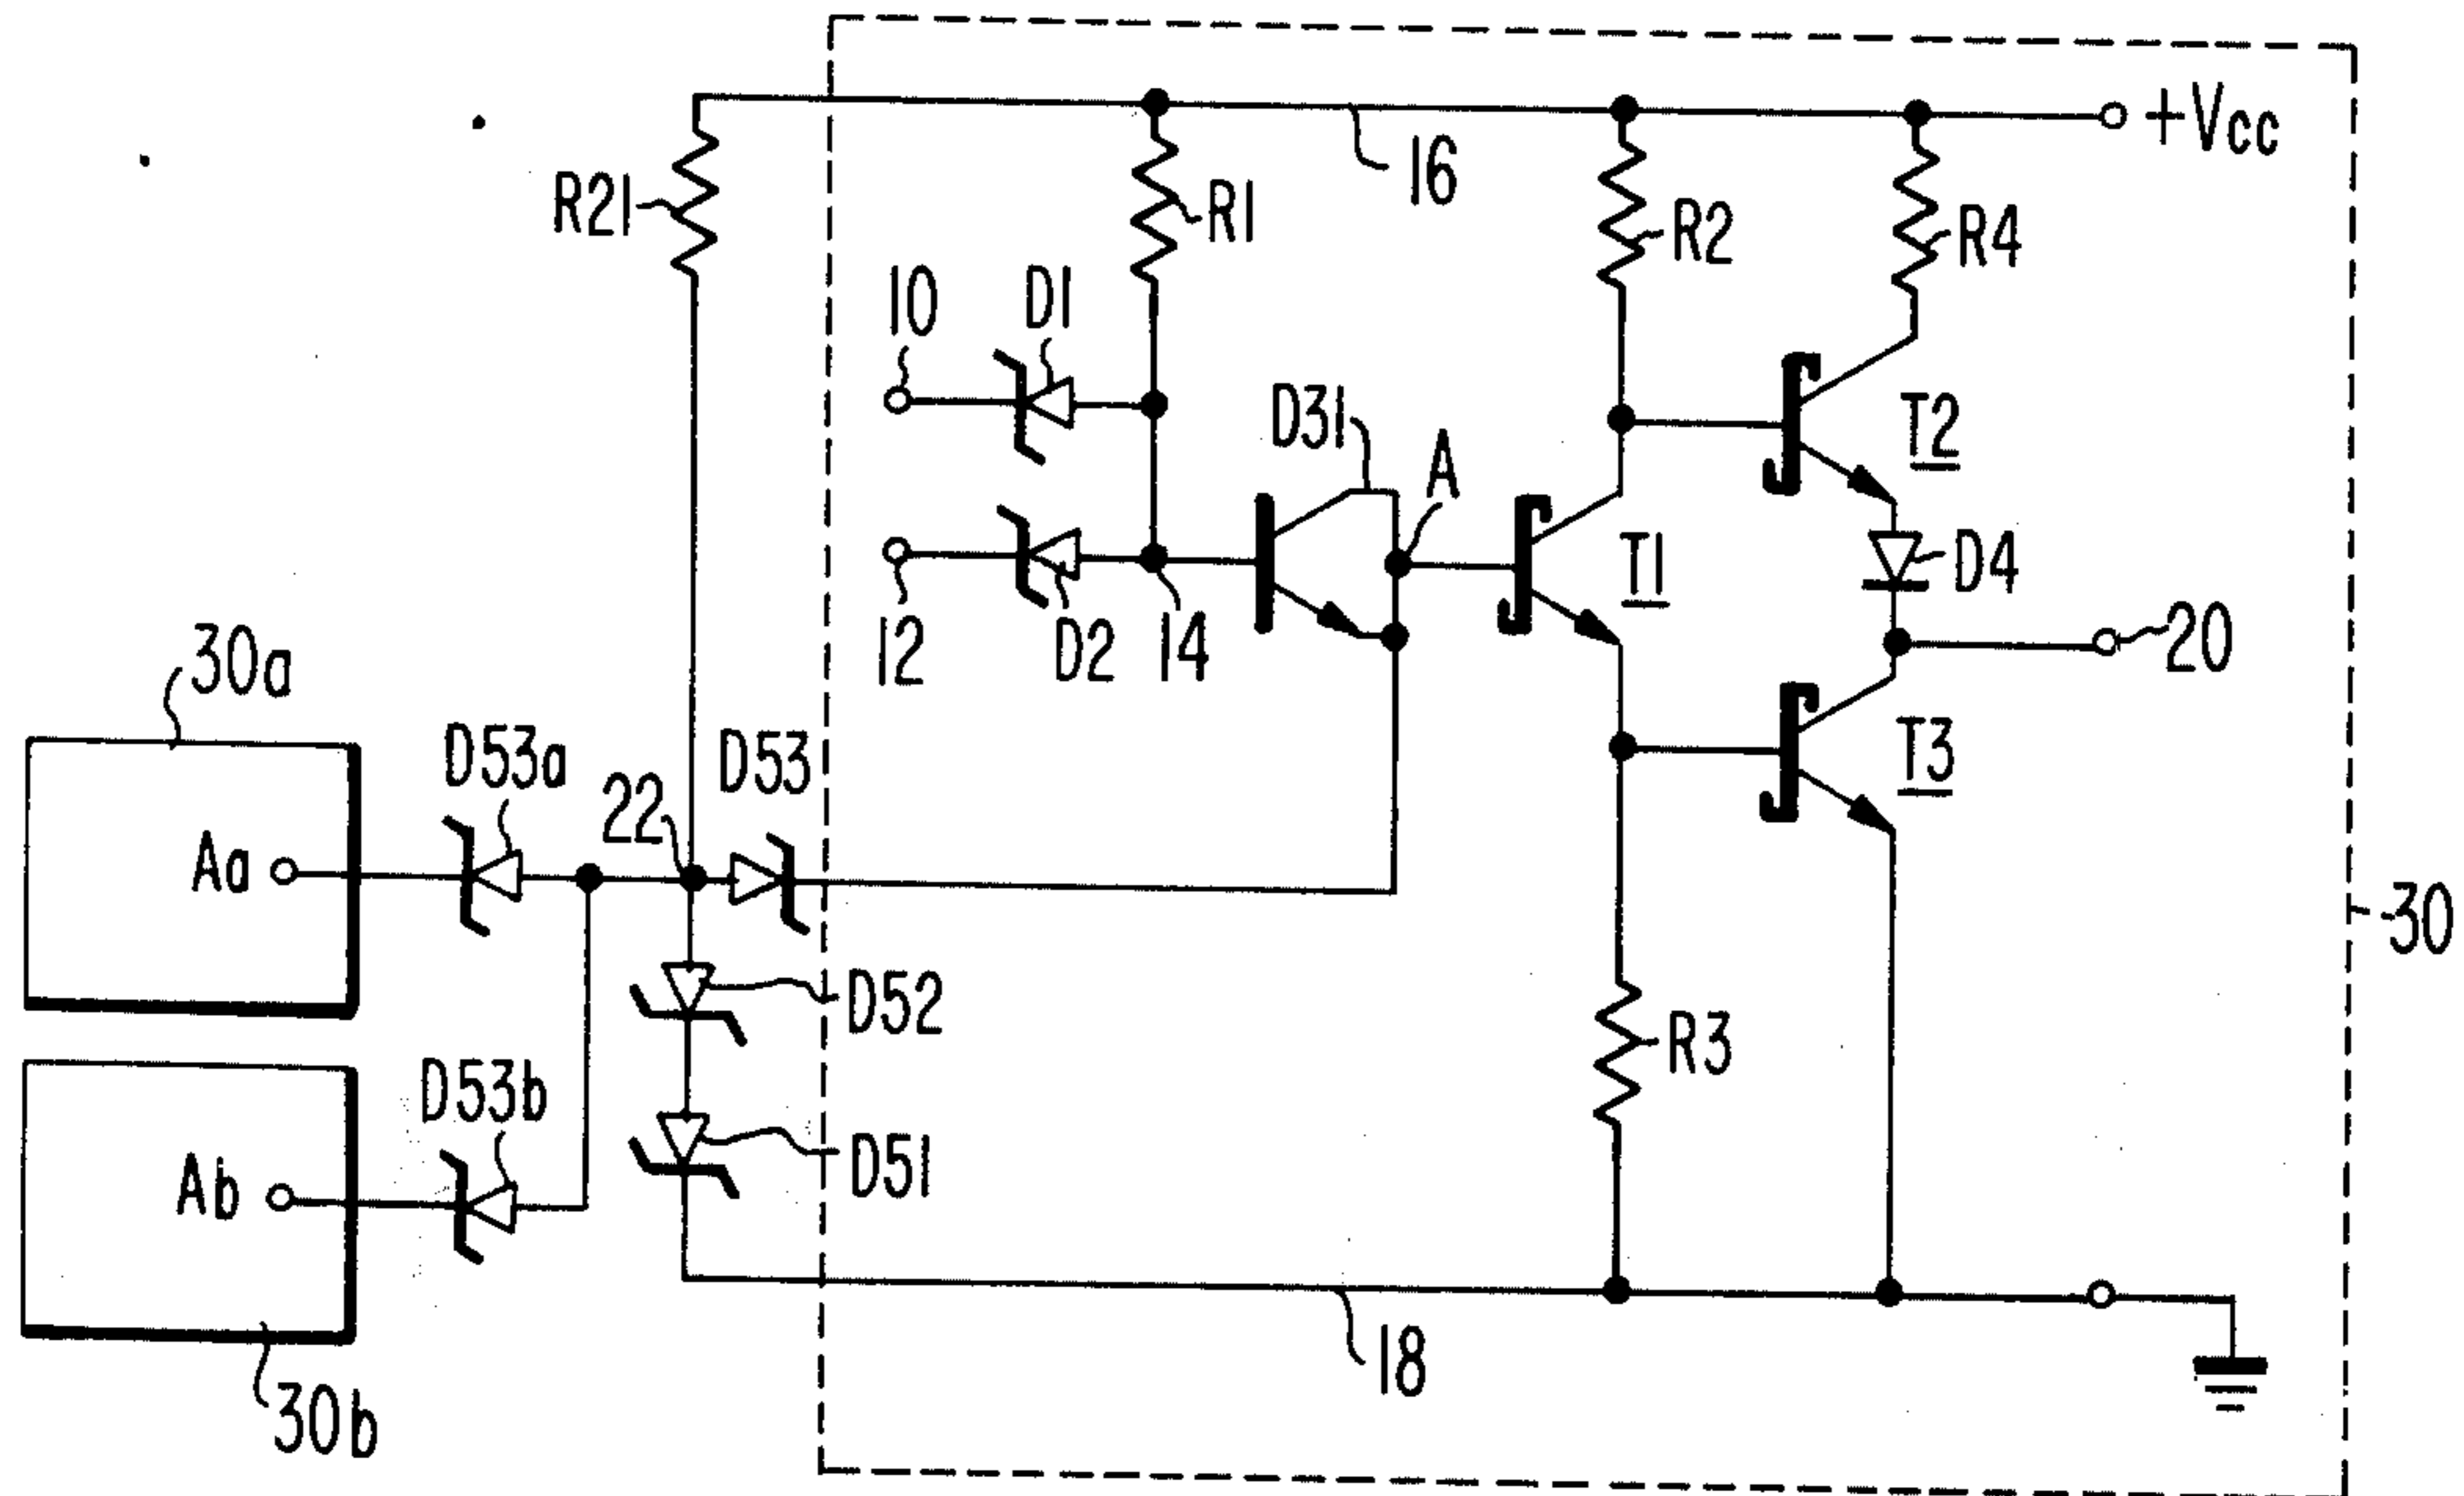 +Vcc
16
R21
R1
R2
R4
10
D1
D31
A
T2
T1
D4
12
D2
14
20
30a
D53a
22
D53
T3
Aa
30
D52
R3
D53b
Ab
D51
18
30b